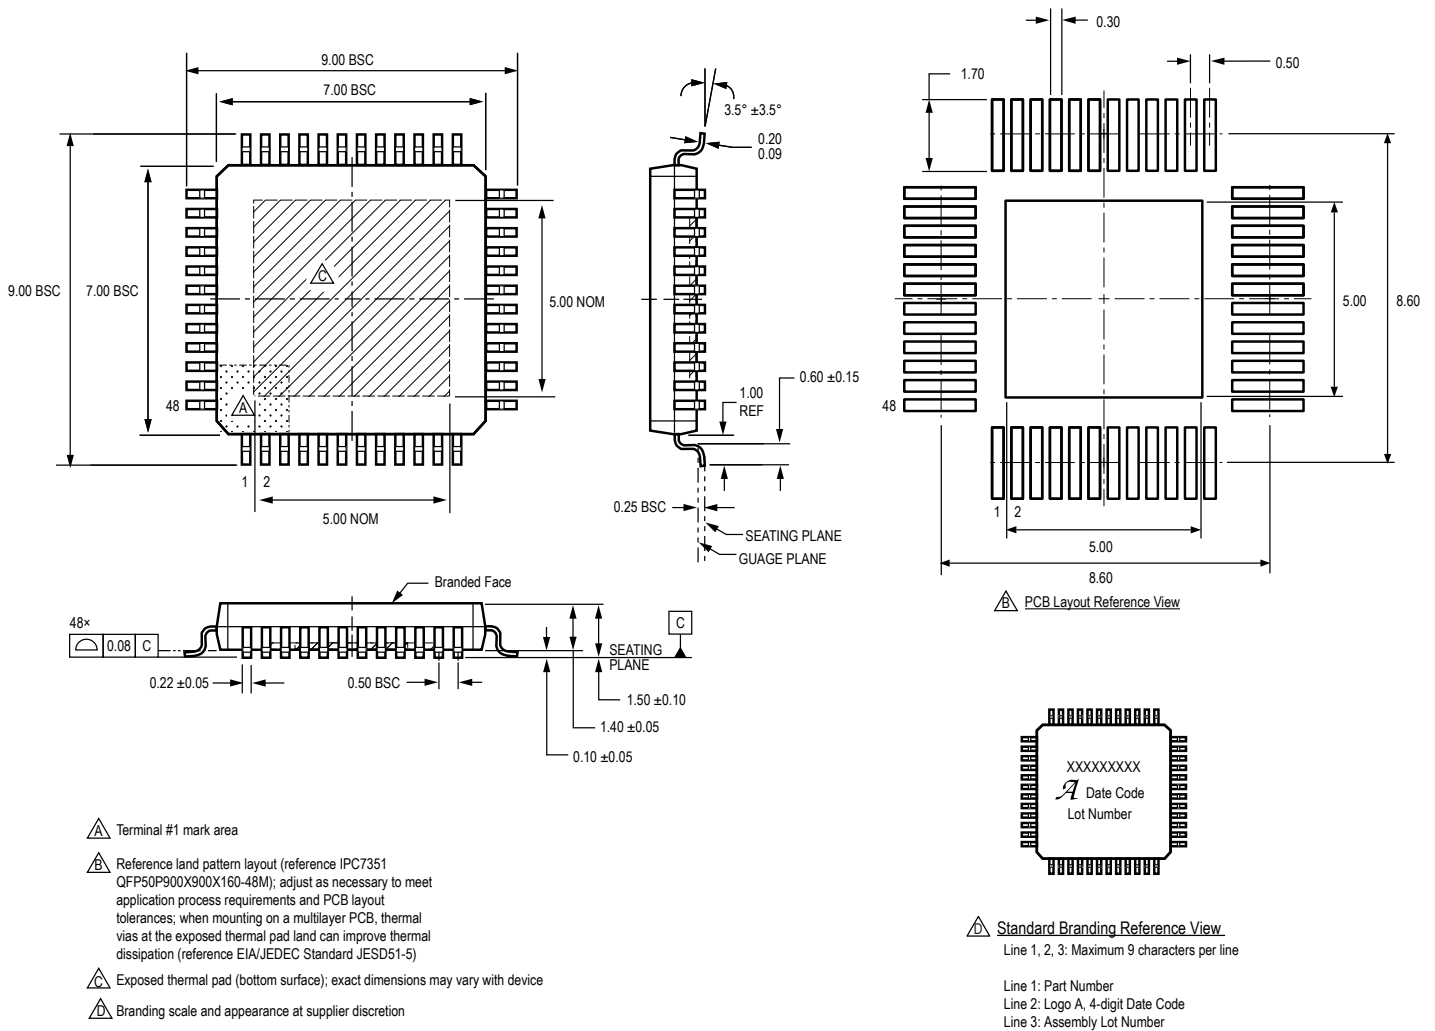 9.00 BSC
7.00 BSC
9.00 BSC
7.00 BSC
C
5.00 NOM
A
48
1 2
5.00 NOM
3.5° ±3.5°
0.20
0.09
0.60 ±0.15
1.00
REF
0.25 BSC
SEATING PLANE
GUAGE PLANE
0.30
0.50
1.70
5.00
8.60
48
1 2
5.00
8.60
B PCB Layout Reference View
Branded Face
48×
0.08 C
C
SEATING
PLANE
0.22 ±0.05
0.50 BSC
1.50 ±0.10
1.40 ±0.05
0.10 ±0.05
XXXXXXXXX
A Date Code
Lot Number
A Terminal #1 mark area
B Reference land pattern layout (reference IPC7351
QFP50P900X900X160-48M); adjust as necessary to meet
application process requirements and PCB layout
tolerances; when mounting on a multilayer PCB, thermal
vias at the exposed thermal pad land can improve thermal
dissipation (reference EIA/JEDEC Standard JESD51-5)
C Exposed thermal pad (bottom surface); exact dimensions may vary with device
D Branding scale and appearance at supplier discretion
D Standard Branding Reference View
Line 1, 2, 3: Maximum 9 characters per line
Line 1: Part Number
Line 2: Logo A, 4-digit Date Code
Line 3: Assembly Lot Number